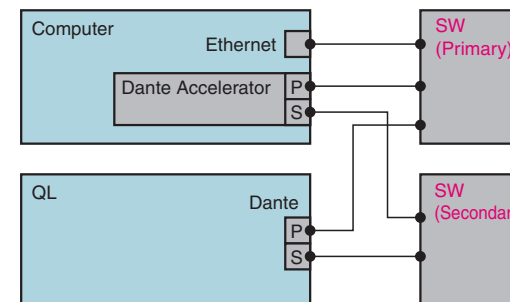 Computer
SW
Ethernet
(Primary)
Dante Accelerator
P
S
QL
SW
Dante
(Secondar
P
S